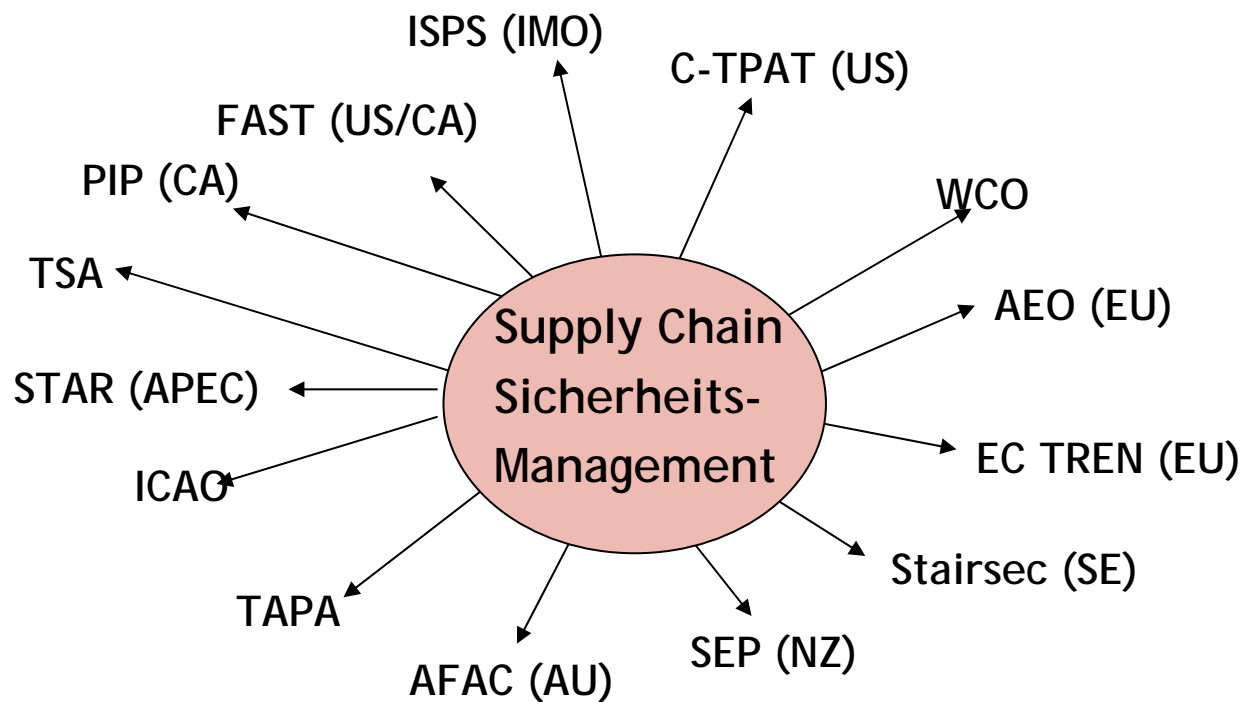 ISPS (IMO)
C-TPAT (US)
FAST (US/CA)
PIP (CA)
WCO
TSA
AEO (EU)
Supply Chain
Sicherheits-
Management
STAR (APEC)
EC TREN (EU)
ICAO
Stairsec (SE)
TAPA
SEP (NZ)
AFAC (AU)